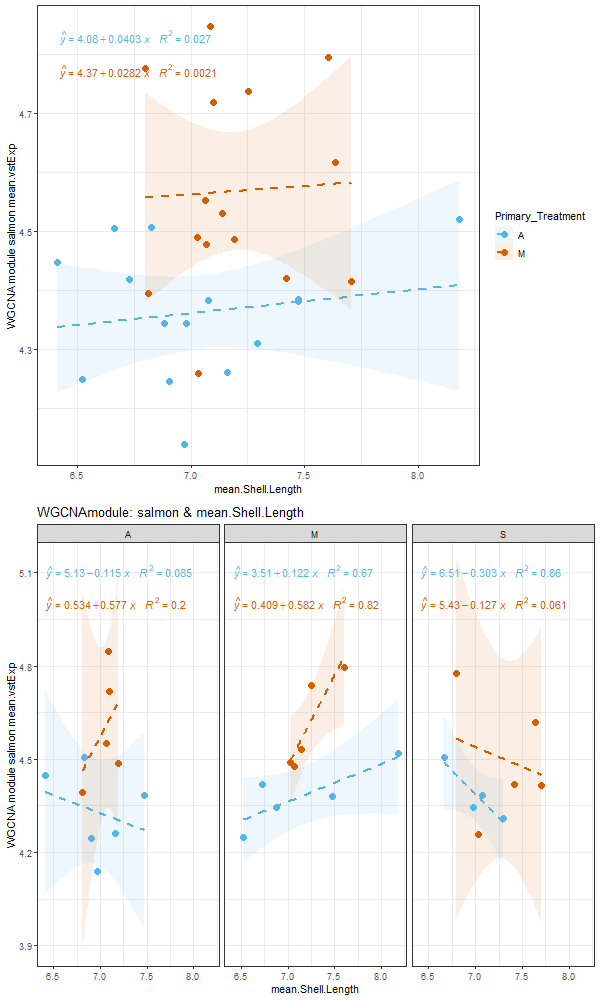 ŷ = 4.08 + 0.0403 x R² = 0.027
ŷ = 4.37 + 0.0282 x R² = 0.0021
4.7
4.5
4.3
WGCNA module salmon mean.vstExp
6.5 7.0 7.5 8.0
mean.Shell.Length
Primary_Treatment
A
M
WGCNAmodule: salmon & mean.Shell.Length
A M S
ŷ = 5.13 − 0.115 x R² = 0.085
ŷ = 0.534 + 0.577 x R² = 0.2
ŷ = 3.51 + 0.122 x R² = 0.67
ŷ = 0.409 + 0.582 x R² = 0.82
ŷ = 6.51 − 0.303 x R² = 0.86
ŷ = 5.43 − 0.127 x R² = 0.061
5.1
4.8
4.5
4.2
3.9
WGCNA module salmon mean.vstExp
6.5 7.0 7.5 8.0 6.5 7.0 7.5 8.0 6.5 7.0 7.5 8.0
mean.Shell.Length